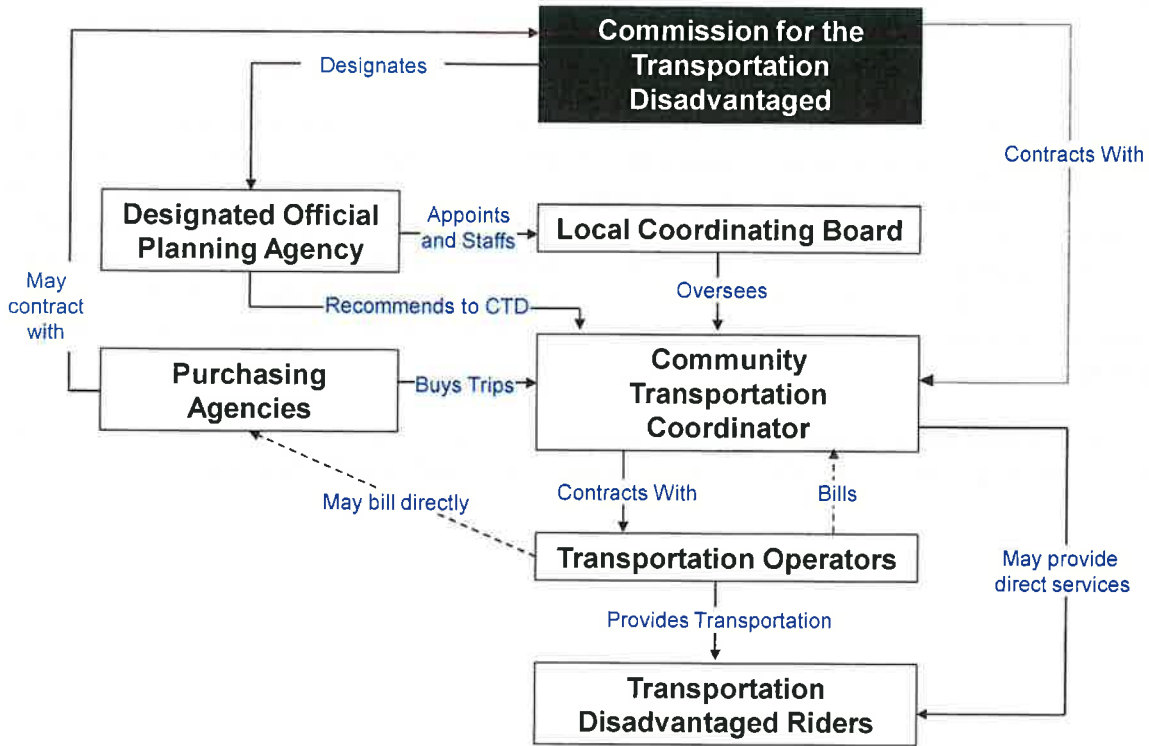 Commission for the
Transportation
Disadvantaged
Designates
Contracts With
Designated Official
Planning Agency
Appoints
and Staffs
Local Coordinating Board
May
contract
with
Recommends to CTD
Oversees
Purchasing
Agencies
Buys Trips
Community
Transportation
Coordinator
May bill directly
Contracts With
Bills
Transportation Operators
May provide
direct services
Provides Transportation
Transportation
Disadvantaged Riders